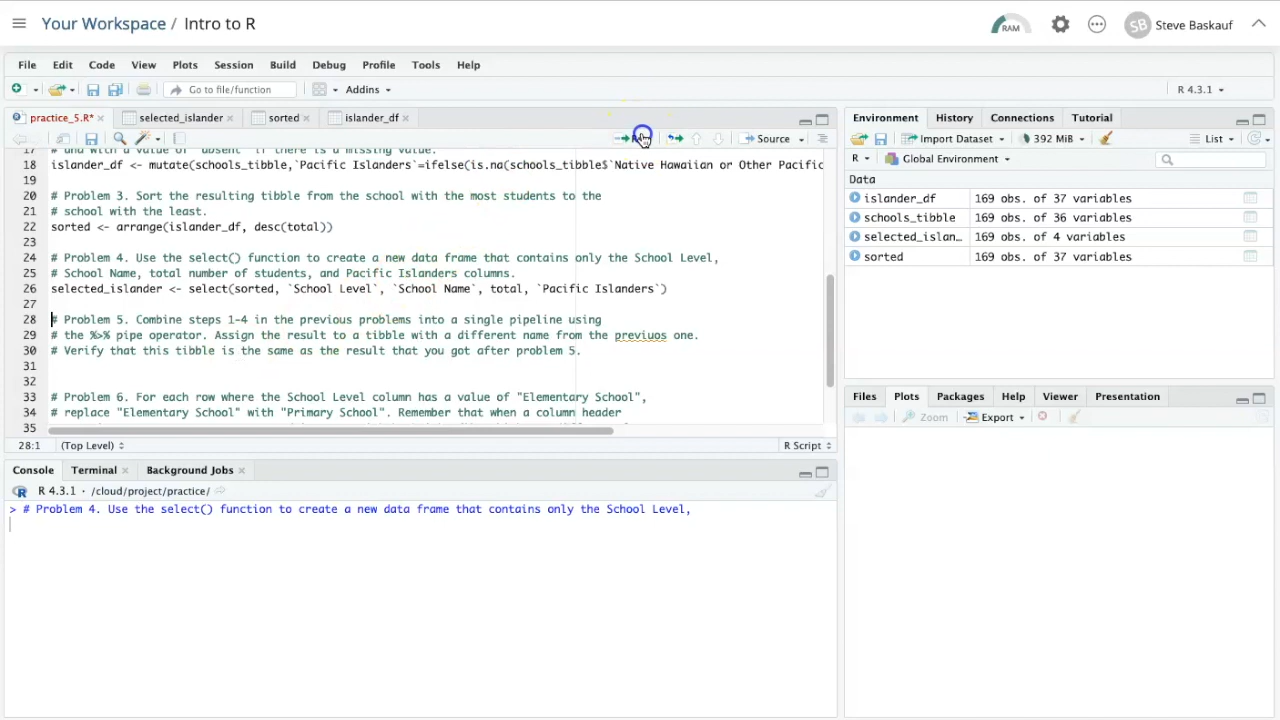 Your Workspace / Intro to R
RAM
SB Steve Baskauf
File Edit Code View Plots Session Build Debug Profile Tools Help
Go to file/function Addins R 4.3.1
practice_5.R* selected_islander sorted islander_df
Source
17 # and with a value of "absent" if there is a missing value.
18 islander_df <- mutate(schools_tibble,`Pacific Islanders`=ifelse(is.na(schools_tibble$`Native Hawaiian or Other Pacific
19
20 # Problem 3. Sort the resulting tibble from the school with the most students to the
21 # school with the least.
22 sorted <- arrange(islander_df, desc(total))
23
24 # Problem 4. Use the select() function to create a new data frame that contains only the School Level,
25 # School Name, total number of students, and Pacific Islanders columns.
26 selected_islander <- select(sorted, `School Level`, `School Name`, total, `Pacific Islanders`)
27
28 # Problem 5. Combine steps 1-4 in the previous problems into a single pipeline using
29 # the %>% pipe operator. Assign the result to a tibble with a different name from the previuos one.
30 # Verify that this tibble is the same as the result that you got after problem 5.
31
32
33 # Problem 6. For each row where the School Level column has a value of "Elementary School",
34 # replace "Elementary School" with "Primary School". Remember that when a column header
35
28:1 (Top Level) R Script
Console Terminal Background Jobs
R 4.3.1 · /cloud/project/practice/
> # Problem 4. Use the select() function to create a new data frame that contains only the School Level,
Environment History Connections Tutorial
Import Dataset 392 MiB List
R Global Environment
Data
islander_df 169 obs. of 37 variables
schools_tibble 169 obs. of 36 variables
selected_islan… 169 obs. of 4 variables
sorted 169 obs. of 37 variables
Files Plots Packages Help Viewer Presentation
Zoom Export